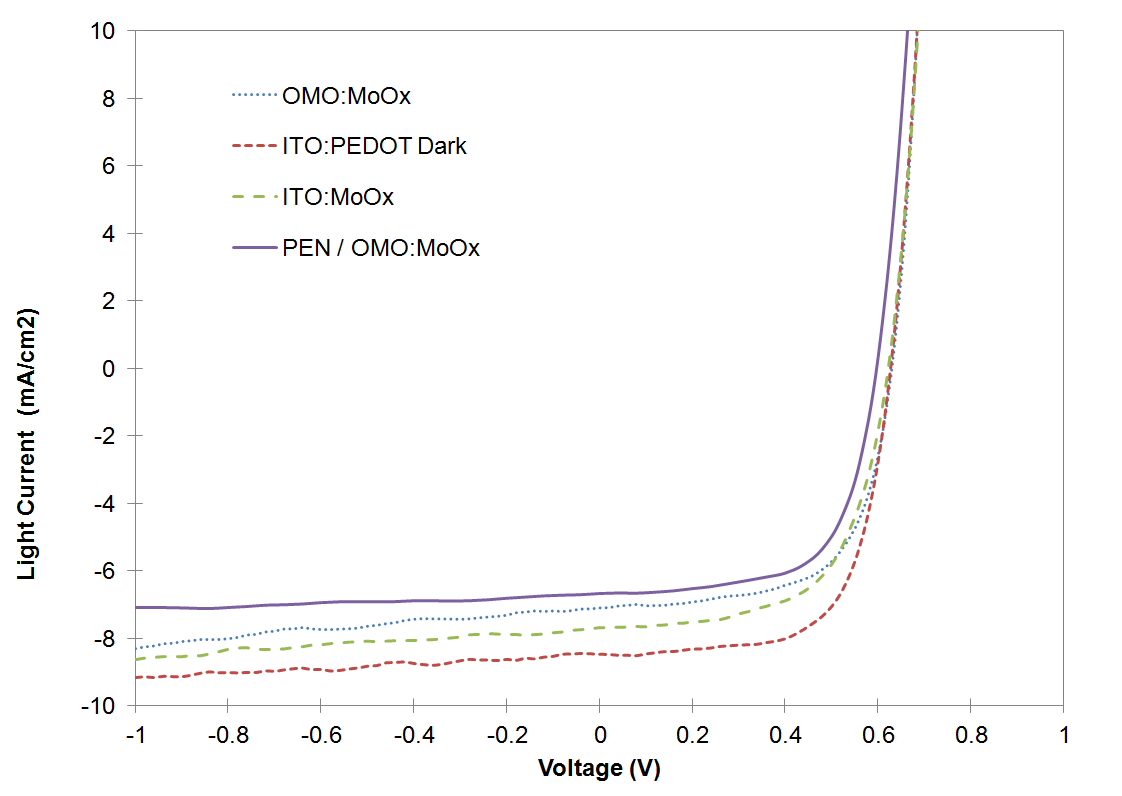 10
8
6
4
2
0
-2
-4
-6
-8
-10
Light Current (mA/cm2)
OMO:MoOx
ITO:PEDOT Dark
ITO:MoOx
PEN / OMO:MoOx
-1 -0.8 -0.6 -0.4 -0.2 0 0.2 0.4 0.6 0.8 1
Voltage (V)